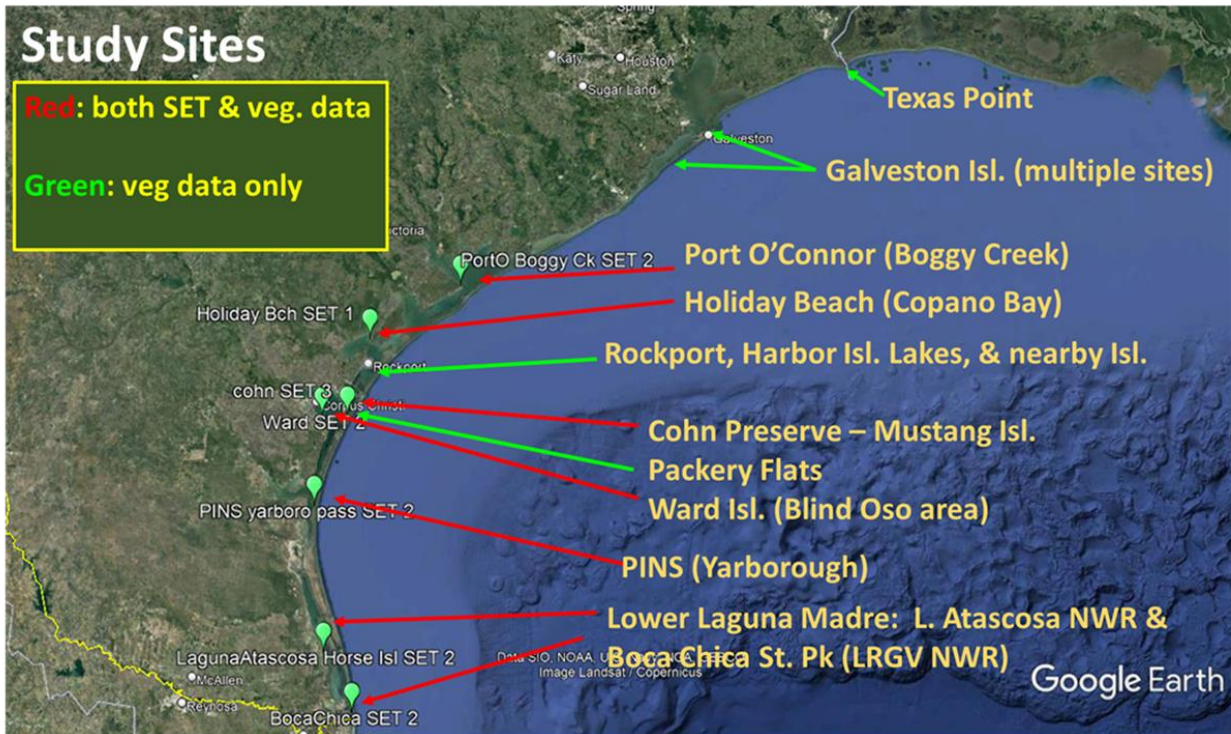 Study Sites
Red: both SET & veg. data
Green: veg data only
Spring
Katy
Houston
Sugar Land
Texas Point
Galveston
Galveston Isl. (multiple sites)
ictoria
PortO Boggy Ck SET 2
Port O'Connor (Boggy Creek)
Holiday Bch SET 1
Holiday Beach (Copano Bay)
Rockport
Rockport, Harbor Isl. Lakes, & nearby Isl.
cohn SET 3
Corpus Christi
Ward SET 2
Cohn Preserve – Mustang Isl.
Packery Flats
Ward Isl. (Blind Oso area)
PINS yarboro pass SET 2
PINS (Yarborough)
Lower Laguna Madre: L. Atascosa NWR &
Boca Chica St. Pk (LRGV NWR)
LagunaAtascosa Horse Isl SET 2
Data SIO, NOAA,
Image Landsat / Copernicus
McAllen
Reynosa
BocaChica SET 2
Google Earth